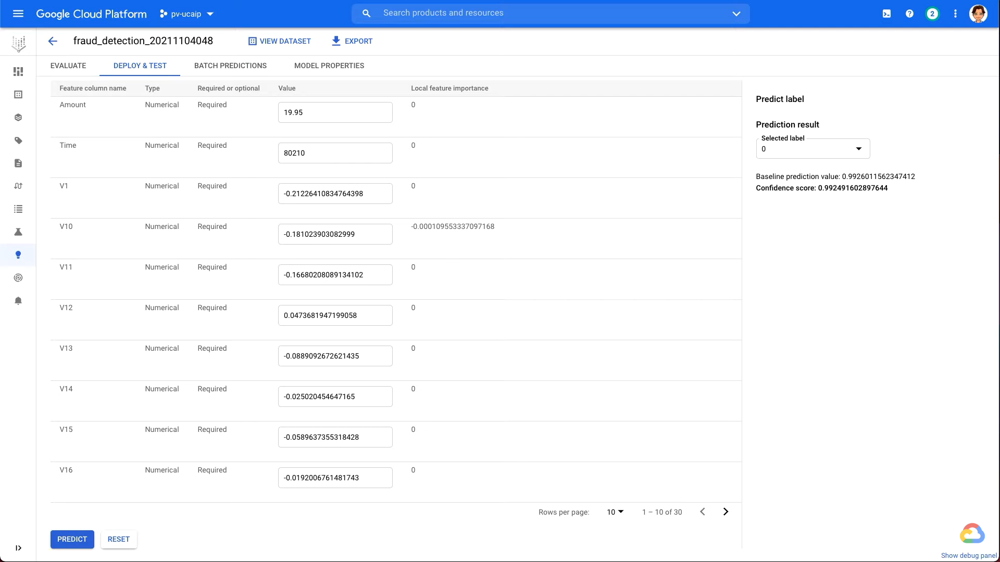 Google Cloud Platform pv-ucaip Search products and resources 2
fraud_detection_20211104048 VIEW DATASET EXPORT
EVALUATE DEPLOY & TEST BATCH PREDICTIONS MODEL PROPERTIES
Feature column name Type Required or optional Value Local feature importance
Amount Numerical Required 19.95 0
Time Numerical Required 80210 0
V1 Numerical Required -0.21226410834764398 0
V10 Numerical Required -0.181023903082999 -0.000109553337097168
V11 Numerical Required -0.16680208089134102 0
V12 Numerical Required 0.0473681947199058 0
V13 Numerical Required -0.0889092672621435 0
V14 Numerical Required -0.025020454647165 0
V15 Numerical Required -0.0589637355318428 0
V16 Numerical Required -0.0192006761481743 0
Rows per page: 10 1 – 10 of 30
PREDICT RESET
Predict label
Prediction result
Selected label
0
Baseline prediction value: 0.9926011562347412
Confidence score: 0.992491602897644
Show debug panel